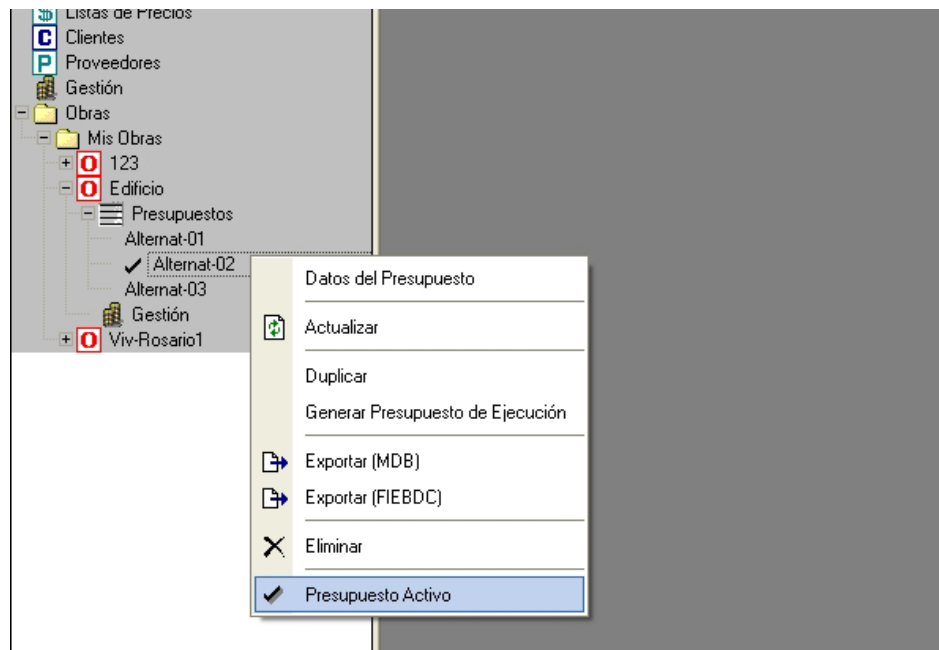 $ Listas de Precios
C Clientes
P Proveedores
Gestión
Obras
Mis Obras
O 123
O Edificio
Presupuestos
Alternat-01
Alternat-02
Alternat-03
Gestión
O Viv-Rosario1
Datos del Presupuesto
Actualizar
Duplicar
Generar Presupuesto de Ejecución
Exportar (MDB)
Exportar (FIEBDC)
Eliminar
Presupuesto Activo